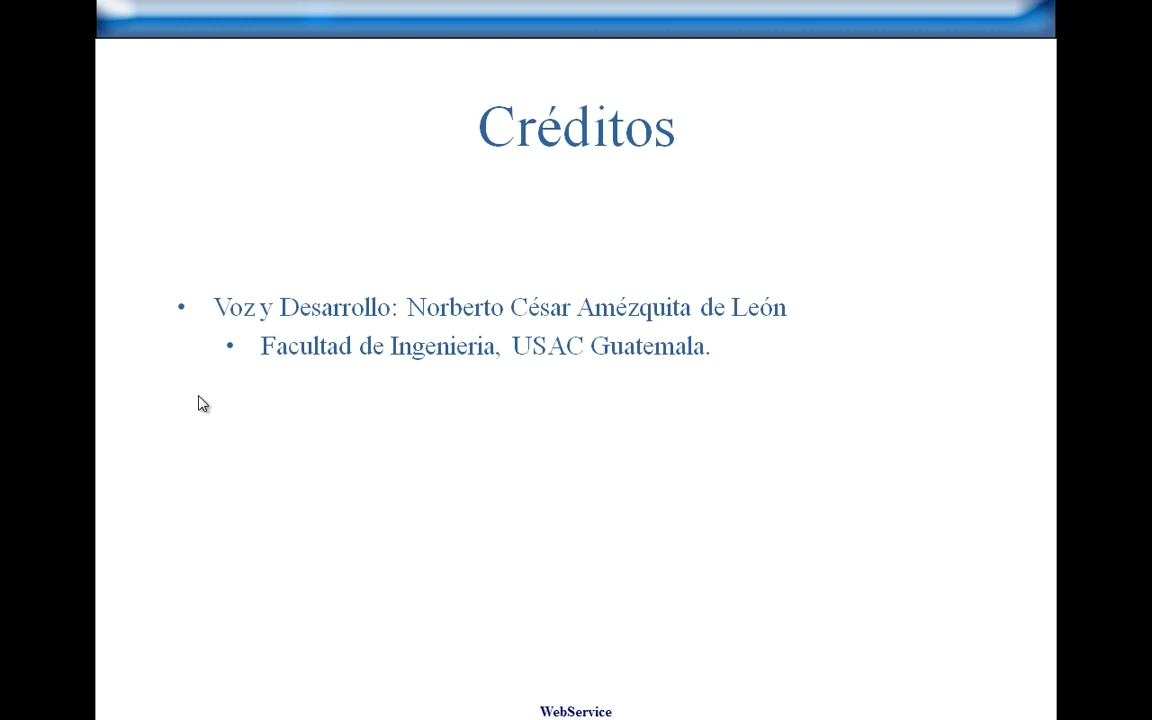 Créditos
• Voz y Desarrollo: Norberto César Amézquita de León
• Facultad de Ingenieria, USAC Guatemala.
WebService